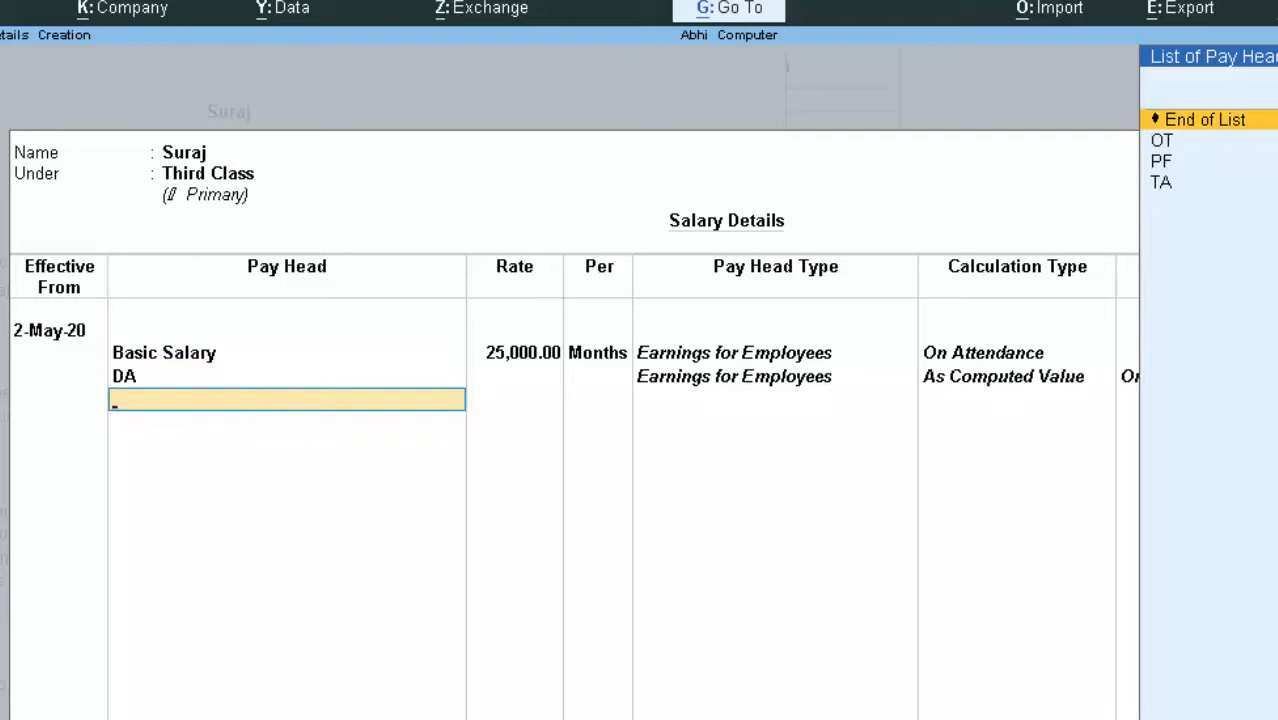 K: Company Y: Data Z: Exchange G: Go To O: Import E: Export
etails Creation Abhi Computer
List of Pay Head
Suraj
End of List
OT
PF
TA
Name : Suraj
Under : Third Class
Primary)
Salary Details
Effective From Pay Head Rate Per Pay Head Type Calculation Type
2-May-20
Basic Salary 25,000.00 Months Earnings for Employees On Attendance
DA Earnings for Employees As Computed Value